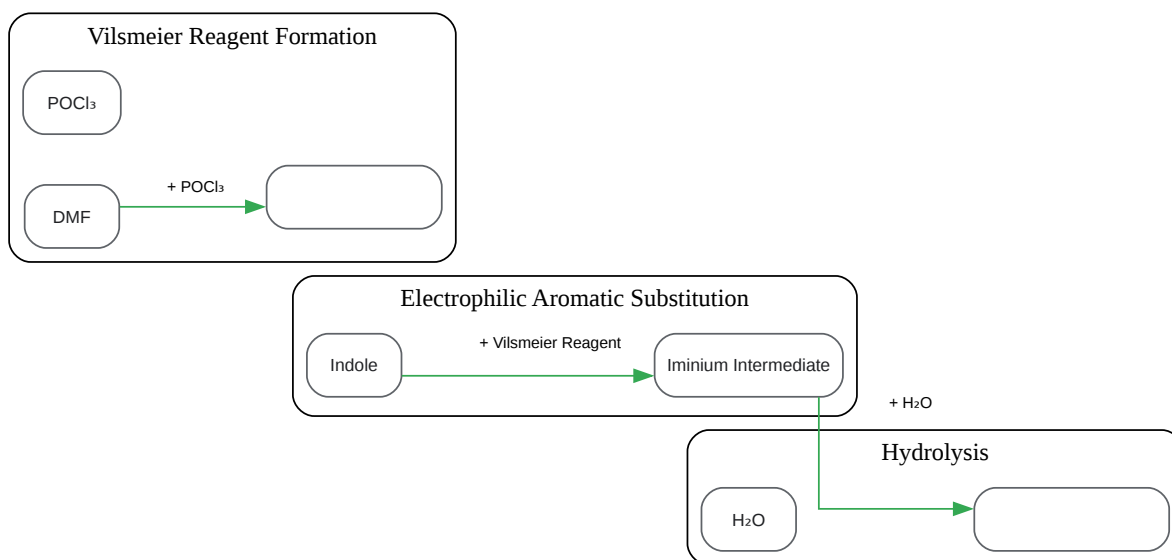 Vilsmeier Reagent Formation
POCl₃
+ POCl₃
DMF
Electrophilic Aromatic Substitution
+ Vilsmeier Reagent
Indole
Iminium Intermediate
+ H₂O
Hydrolysis
H₂O